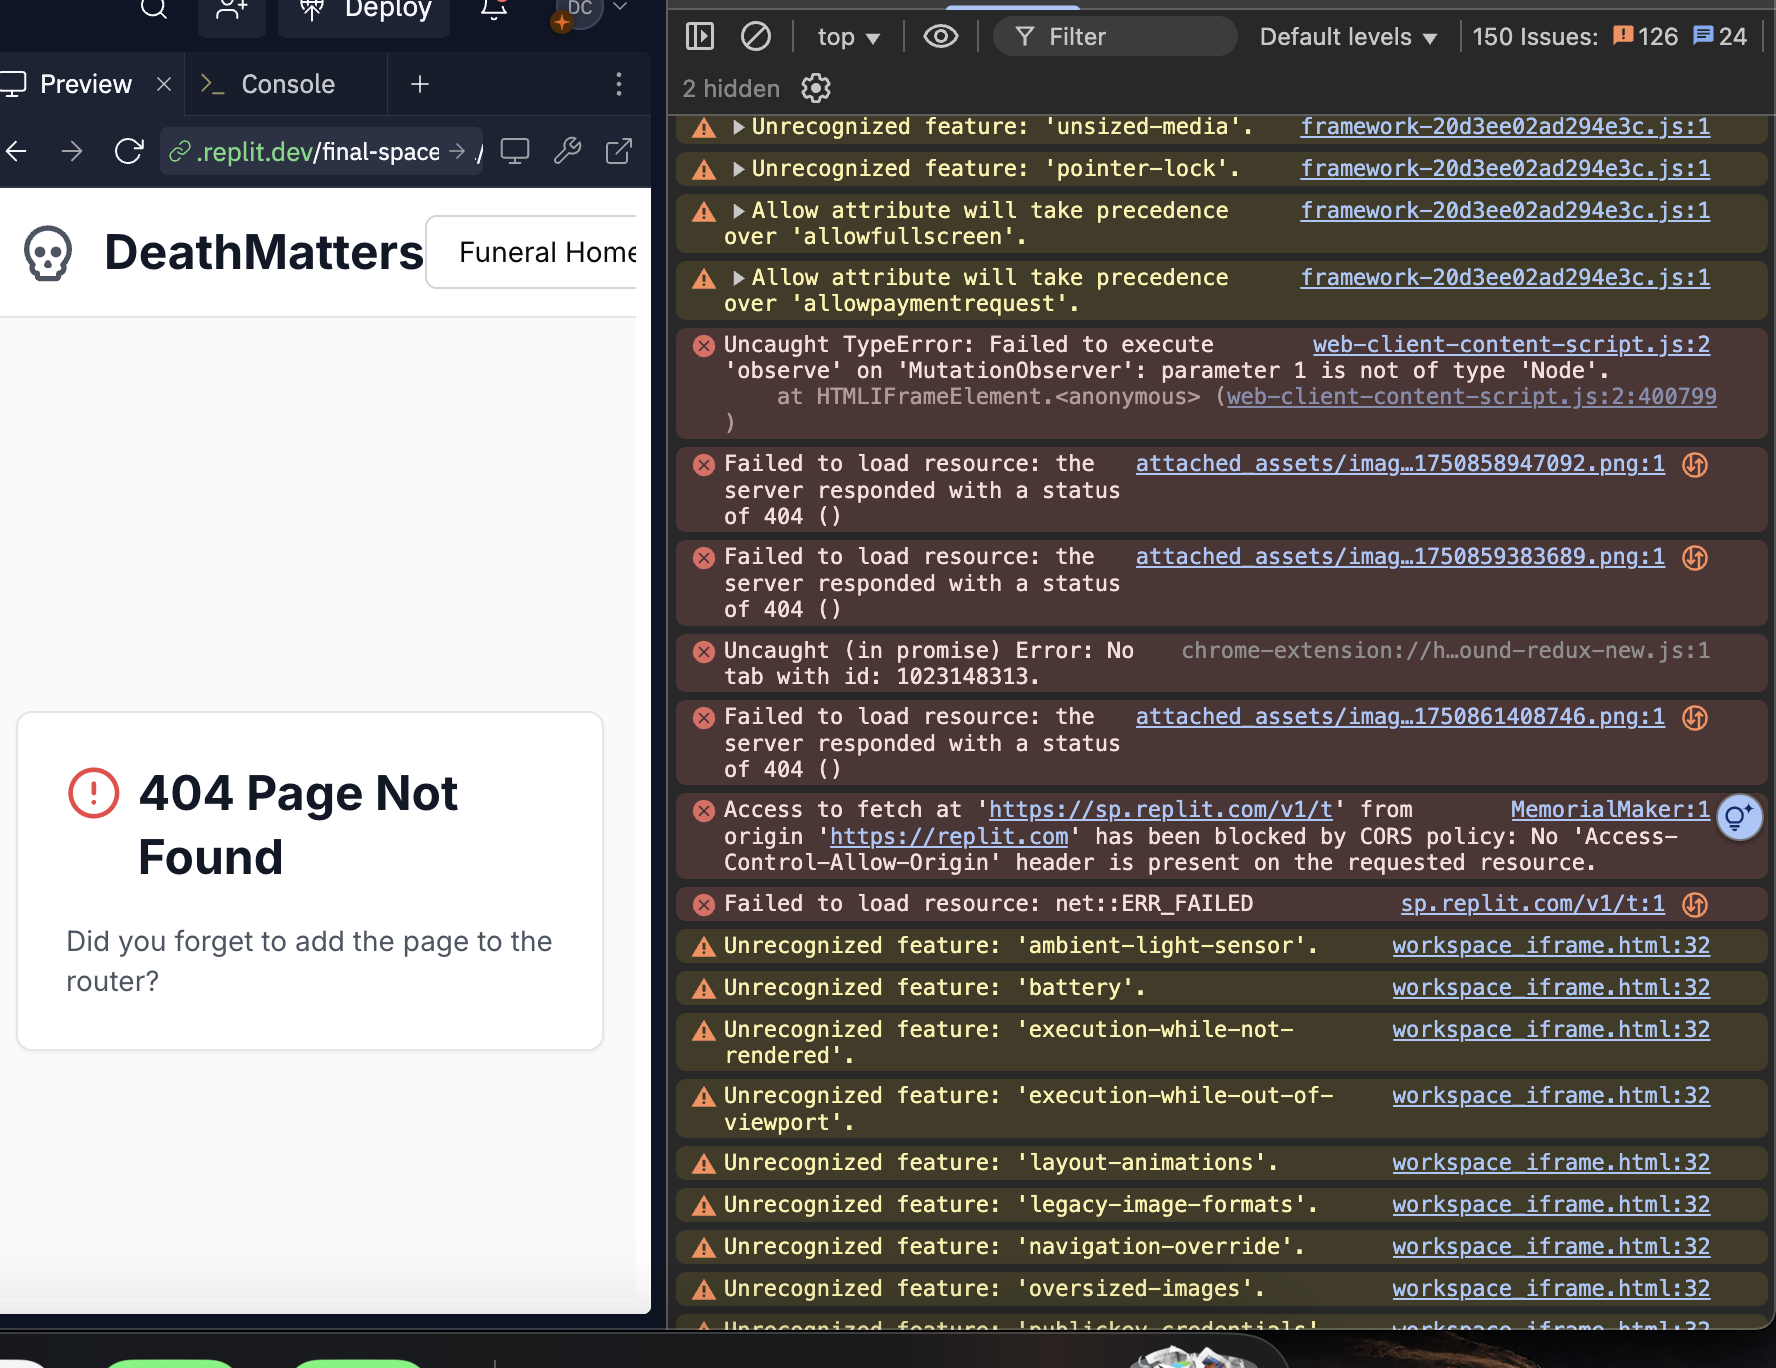 Deploy
DC
Preview
Console
.replit.dev/final-space
/
DeathMatters
Funeral Home
404 Page Not
Found
Did you forget to add the page to the
router?
top
Filter
Default levels
150 Issues: 126 24
2 hidden
Unrecognized feature: 'unsized-media'. framework-20d3ee02ad294e3c.js:1
Unrecognized feature: 'pointer-lock'. framework-20d3ee02ad294e3c.js:1
Allow attribute will take precedence framework-20d3ee02ad294e3c.js:1
over 'allowfullscreen'.
Allow attribute will take precedence framework-20d3ee02ad294e3c.js:1
over 'allowpaymentrequest'.
Uncaught TypeError: Failed to execute web-client-content-script.js:2
'observe' on 'MutationObserver': parameter 1 is not of type 'Node'.
at HTMLIFrameElement.<anonymous> (web-client-content-script.js:2:400799
)
Failed to load resource: the attached_assets/imag…1750858947092.png:1
server responded with a status
of 404 ()
Failed to load resource: the attached_assets/imag…1750859383689.png:1
server responded with a status
of 404 ()
Uncaught (in promise) Error: No chrome-extension://h…ound-redux-new.js:1
tab with id: 1023148313.
Failed to load resource: the attached_assets/imag…1750861408746.png:1
server responded with a status
of 404 ()
Access to fetch at 'https://sp.replit.com/v1/t' from MemorialMaker:1
origin 'https://replit.com' has been blocked by CORS policy: No 'Access-
Control-Allow-Origin' header is present on the requested resource.
Failed to load resource: net::ERR_FAILED sp.replit.com/v1/t:1
Unrecognized feature: 'ambient-light-sensor'. workspace_iframe.html:32
Unrecognized feature: 'battery'. workspace_iframe.html:32
Unrecognized feature: 'execution-while-not- workspace_iframe.html:32
rendered'.
Unrecognized feature: 'execution-while-out-of- workspace_iframe.html:32
viewport'.
Unrecognized feature: 'layout-animations'. workspace_iframe.html:32
Unrecognized feature: 'legacy-image-formats'. workspace_iframe.html:32
Unrecognized feature: 'navigation-override'. workspace_iframe.html:32
Unrecognized feature: 'oversized-images'. workspace_iframe.html:32
Unrecognized feature: 'publickey-credentials' workspace_iframe.html:32